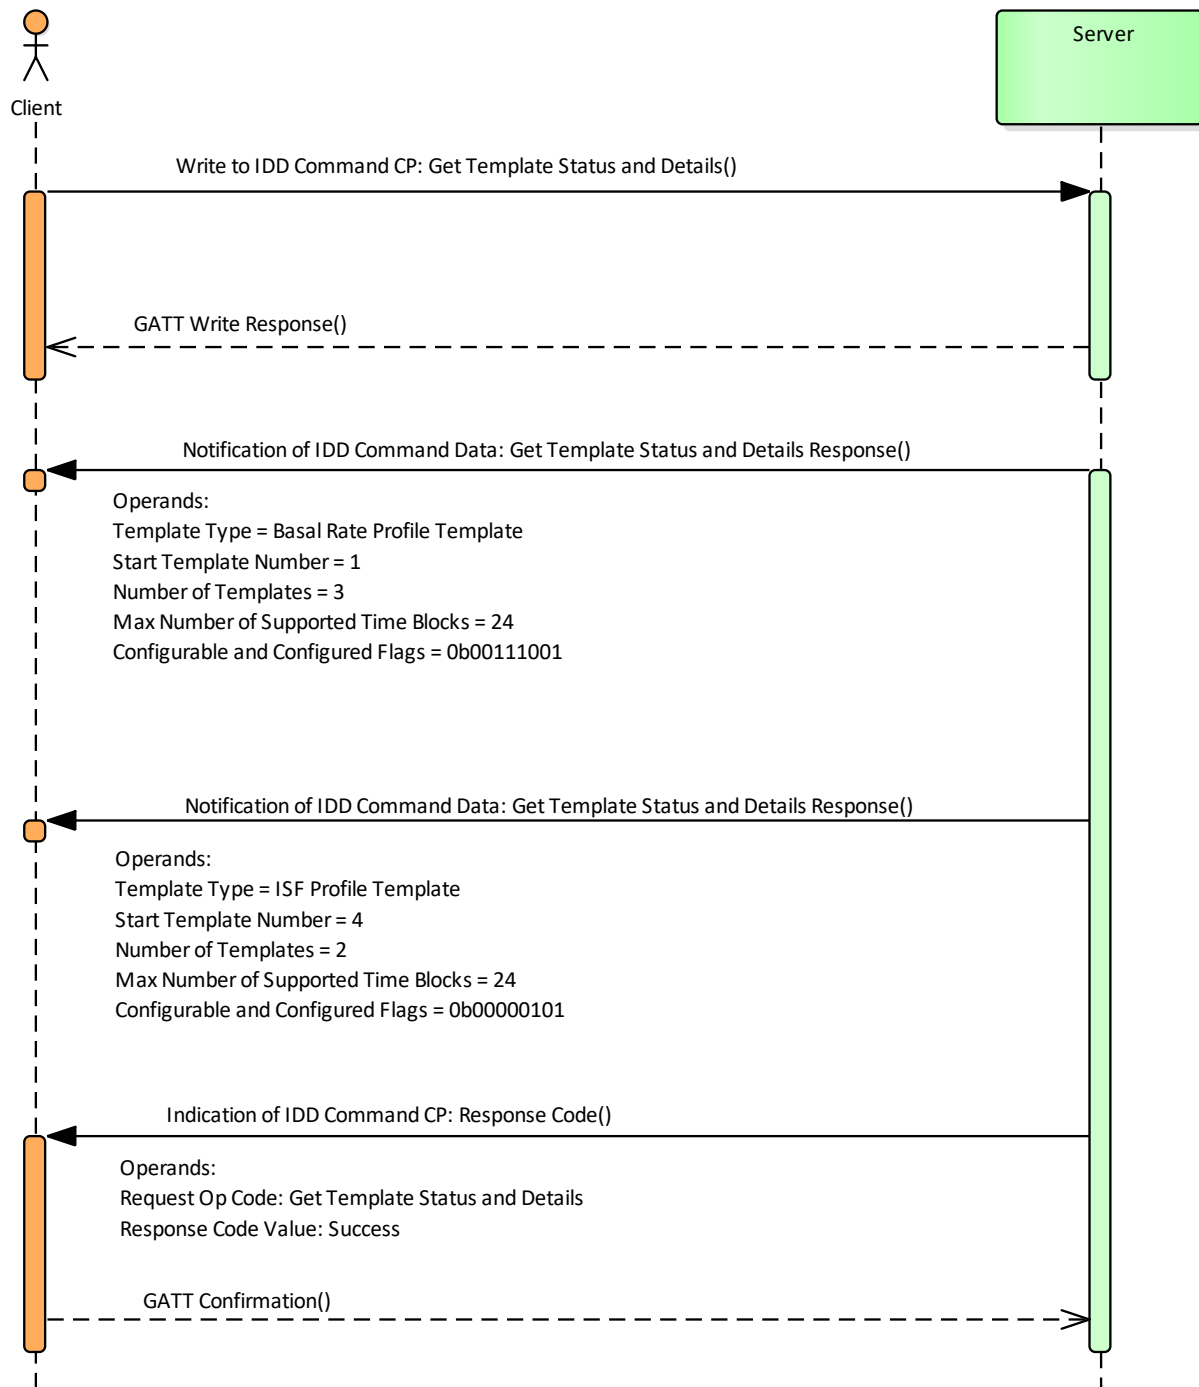 Client
Server
Write to IDD Command CP: Get Template Status and Details()
GATT Write Response()
Notification of IDD Command Data: Get Template Status and Details Response()
Operands:
Template Type = Basal Rate Profile Template
Start Template Number = 1
Number of Templates = 3
Max Number of Supported Time Blocks = 24
Configurable and Configured Flags = 0b00111001
Notification of IDD Command Data: Get Template Status and Details Response()
Operands:
Template Type = ISF Profile Template
Start Template Number = 4
Number of Templates = 2
Max Number of Supported Time Blocks = 24
Configurable and Configured Flags = 0b00000101
Indication of IDD Command CP: Response Code()
Operands:
Request Op Code: Get Template Status and Details
Response Code Value: Success
GATT Confirmation()